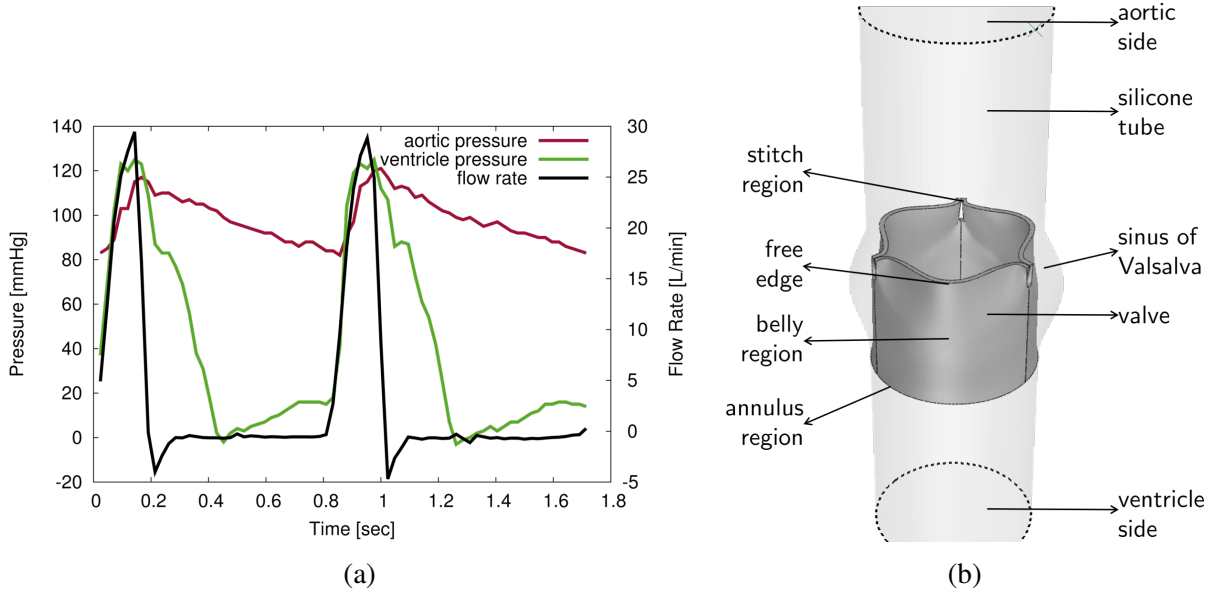 140
120
100
80
60
40
20
0
-20
Pressure [mmHg]
0
0.2
0.4
0.6
0.8
1
1.2
1.4
1.6
1.8
Time [sec]
30
25
20
15
10
5
0
-5
Flow Rate [L/min]
aortic pressure
ventricle pressure
flow rate
(a)
aortic
side
silicone
tube
stitch
region
free
edge
sinus of
Valsalva
belly
region
valve
annulus
region
ventricle
side
(b)